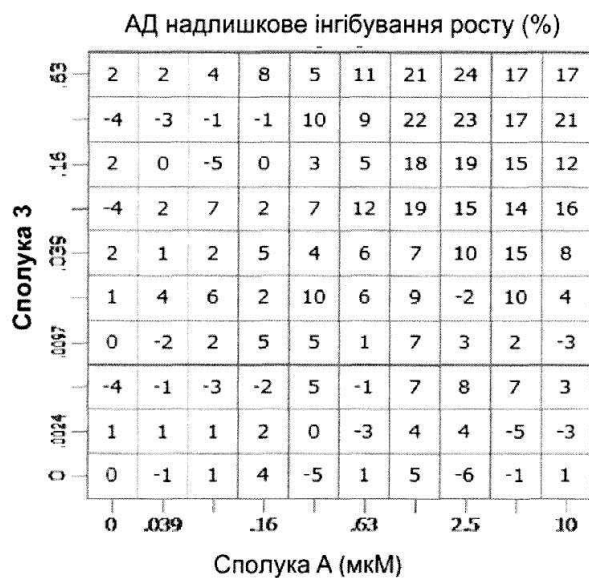 АД надлишкове інгібування росту (%)
.63 2 2 4 8 5 11 21 24 17 17
-4 -3 -1 -1 10 9 22 23 17 21
.16 2 0 -5 0 3 5 18 19 15 12
-4 2 7 2 7 12 19 15 14 16
.039 2 1 2 5 4 6 7 10 15 8
1 4 6 2 10 6 9 -2 10 4
.0097 0 -2 2 5 5 1 7 3 2 -3
-4 -1 -3 -2 5 -1 7 8 7 3
.0024 1 1 1 2 0 -3 4 4 -5 -3
0 0 -1 1 4 -5 1 5 -6 -1 1
0 .039 .16 .63 2.5 10
Сполука 3
Сполука А (мкМ)